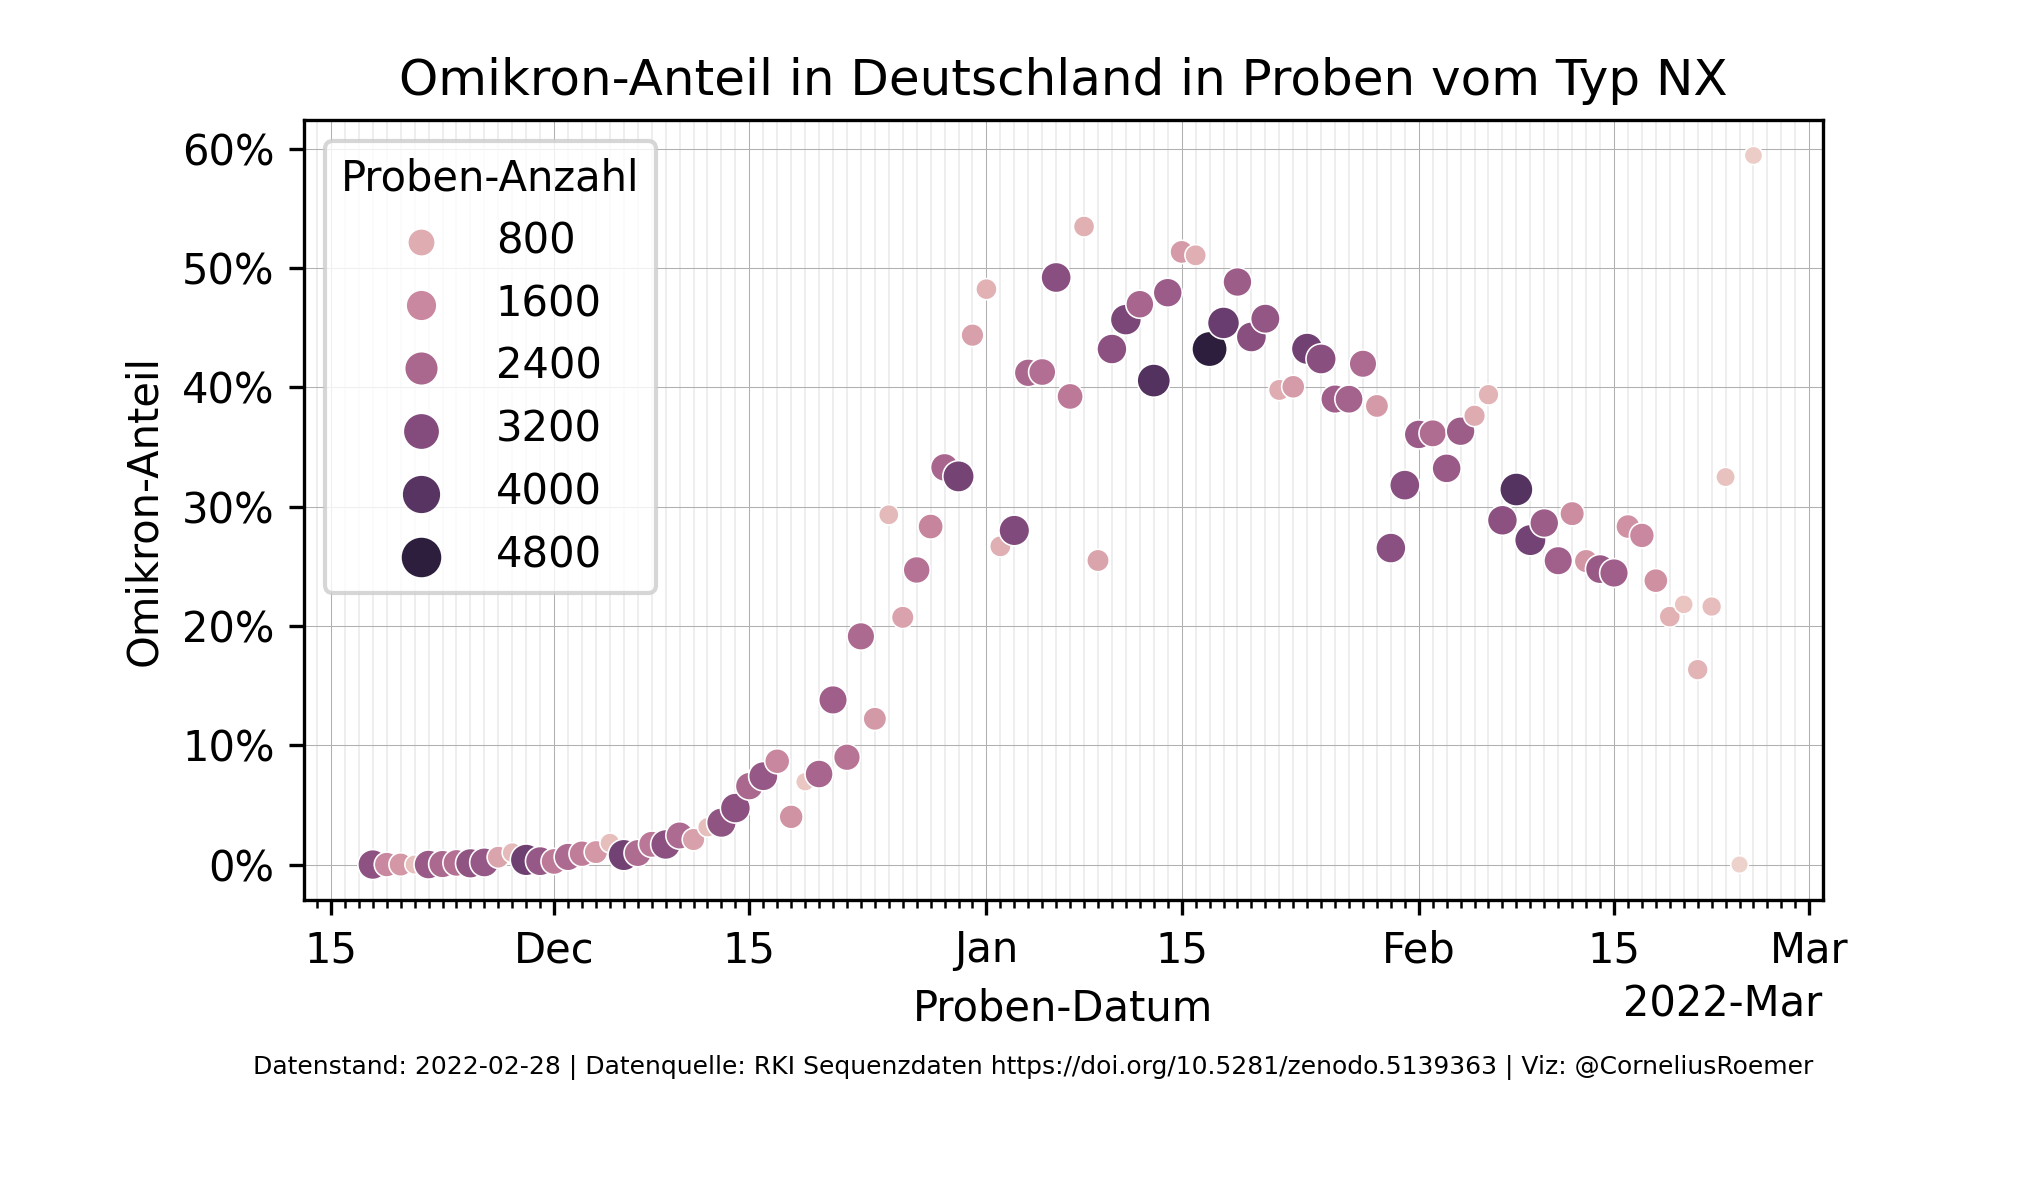 Omikron-Anteil in Deutschland in Proben vom Typ NX
Omikron-Anteil
60%
50%
40%
30%
20%
10%
0%
Proben-Anzahl
800
1600
2400
3200
4000
4800
15 Dec 15 Jan 15 Feb 15 Mar
Proben-Datum
2022-Mar
Datenstand: 2022-02-28 | Datenquelle: RKI Sequenzdaten https://doi.org/10.5281/zenodo.5139363 | Viz: @CorneliusRoemer